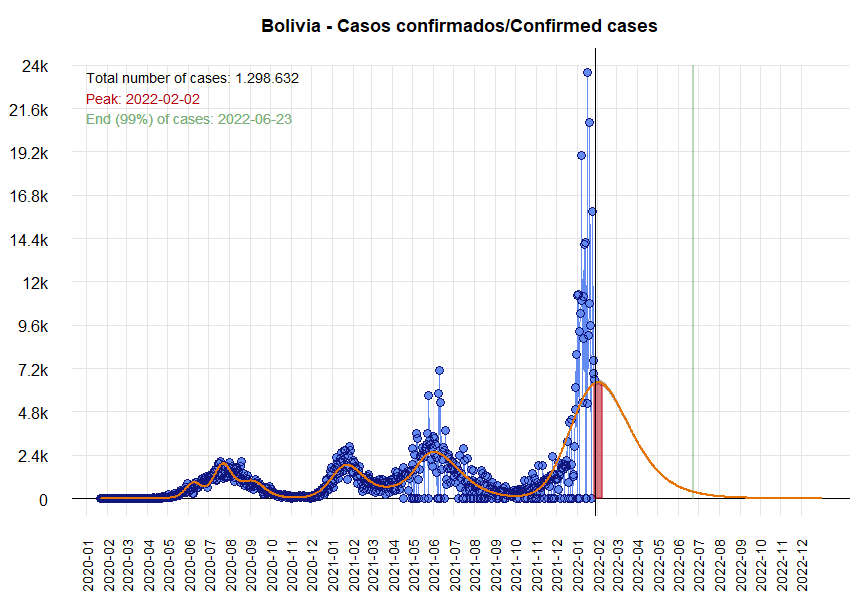 Bolivia - Casos confirmados/Confirmed cases
24k
Total number of cases: 1.298.632
Peak: 2022-02-02
21.6k
End (99%) of cases: 2022-06-23
19.2k
16.8k
14.4k
12k
9.6k
7.2k
4.8k
2.4k
0
2020-01
2020-02
2020-03
2020-04
2020-05
2020-06
2020-07
2020-08
2020-09
2020-10
2020-11
2020-12
2021-01
2021-02
2021-03
2021-04
2021-05
2021-06
2021-07
2021-08
2021-09
2021-10
2021-11
2021-12
2022-01
2022-02
2022-03
2022-04
2022-05
2022-06
2022-07
2022-08
2022-09
2022-10
2022-11
2022-12